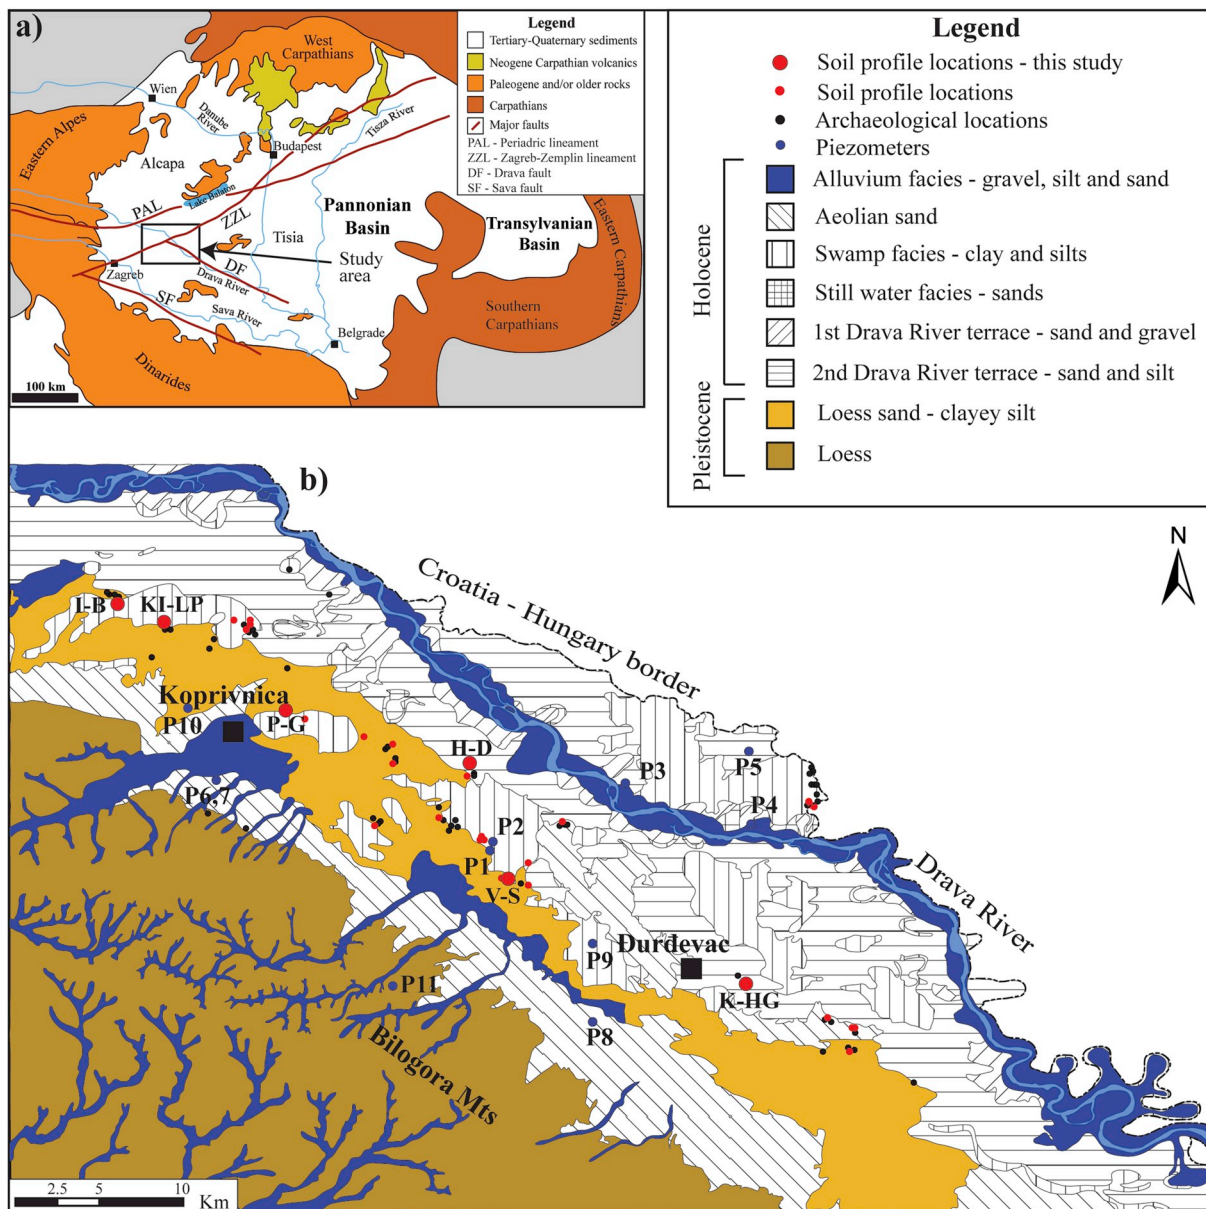 a)
Legend
Tertiary-Quaternary sediments
Neogene Carpathian volcanics
Paleogene and/or older rocks
Carpathians
Major faults
PAL - Periadric lineament
ZZL - Zagreb-Zemplin lineament
DF - Drava fault
SF - Sava fault
West
Carpathians
Wien
Danube
River
Tisza River
Eastern Alpes
Budapest
Alcapa
Lake Balaton
PAL
ZZL
Pannonian
Basin
Transylvanian
Basin
Eastern Carpathians
Tisia
Study
area
Zagreb
DF
Drava River
SF
Sava River
Southern
Carpathians
Belgrade
Dinarides
100 km
Legend
Soil profile locations - this study
Soil profile locations
Archaeological locations
Piezometers
Holocene
Alluvium facies - gravel, silt and sand
Aeolian sand
Swamp facies - clay and silts
Still water facies - sands
1st Drava River terrace - sand and gravel
2nd Drava River terrace - sand and silt
Pleistocene
Loess sand - clayey silt
Loess
b)
N
Croatia - Hungary border
I-B
KI-LP
Koprivnica
P10
P-G
H-D
P3
P5
P6,7
P4
P2
P1
V-S
Drava River
Đurđevac
P9
K-HG
P11
P8
Bilogora Mts
2.5
5
10
Km